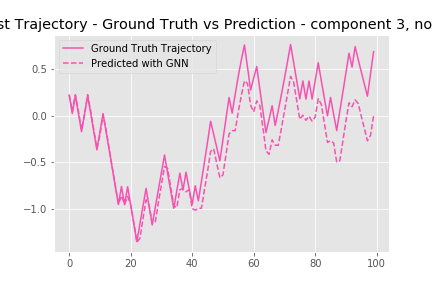 st Trajectory - Ground Truth vs Prediction - component 3, no
Ground Truth Trajectory
Predicted with GNN
0.5
0.0
−0.5
−1.0
0 20 40 60 80 100